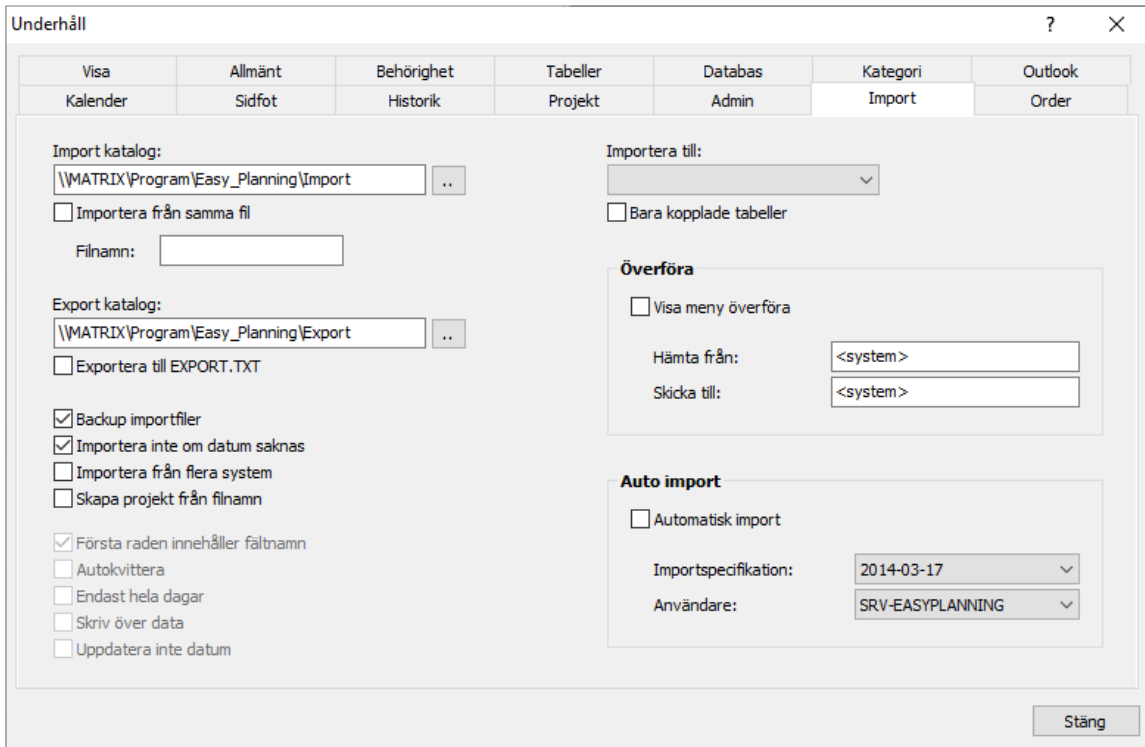 Underhåll
?
Visa Allmänt Behörighet Tabeller Databas Kategori Outlook
Kalender Sidfot Historik Projekt Admin Import Order
Import katalog:
\\MATRIX\Program\Easy_Planning\Import
..
Importera från samma fil
Filnamn:
Export katalog:
\\MATRIX\Program\Easy_Planning\Export
..
Exportera till EXPORT.TXT
Backup importfiler
Importera inte om datum saknas
Importera från flera system
Skapa projekt från filnamn
Första raden innehåller fältnamn
Autokvittera
Endast hela dagar
Skriv över data
Uppdatera inte datum
Importera till:
Bara kopplade tabeller
Överföra
Visa meny överföra
Hämta från: <system>
Skicka till: <system>
Auto import
Automatisk import
Importspecifikation: 2014-03-17
Användare: SRV-EASYPLANNING
Stäng